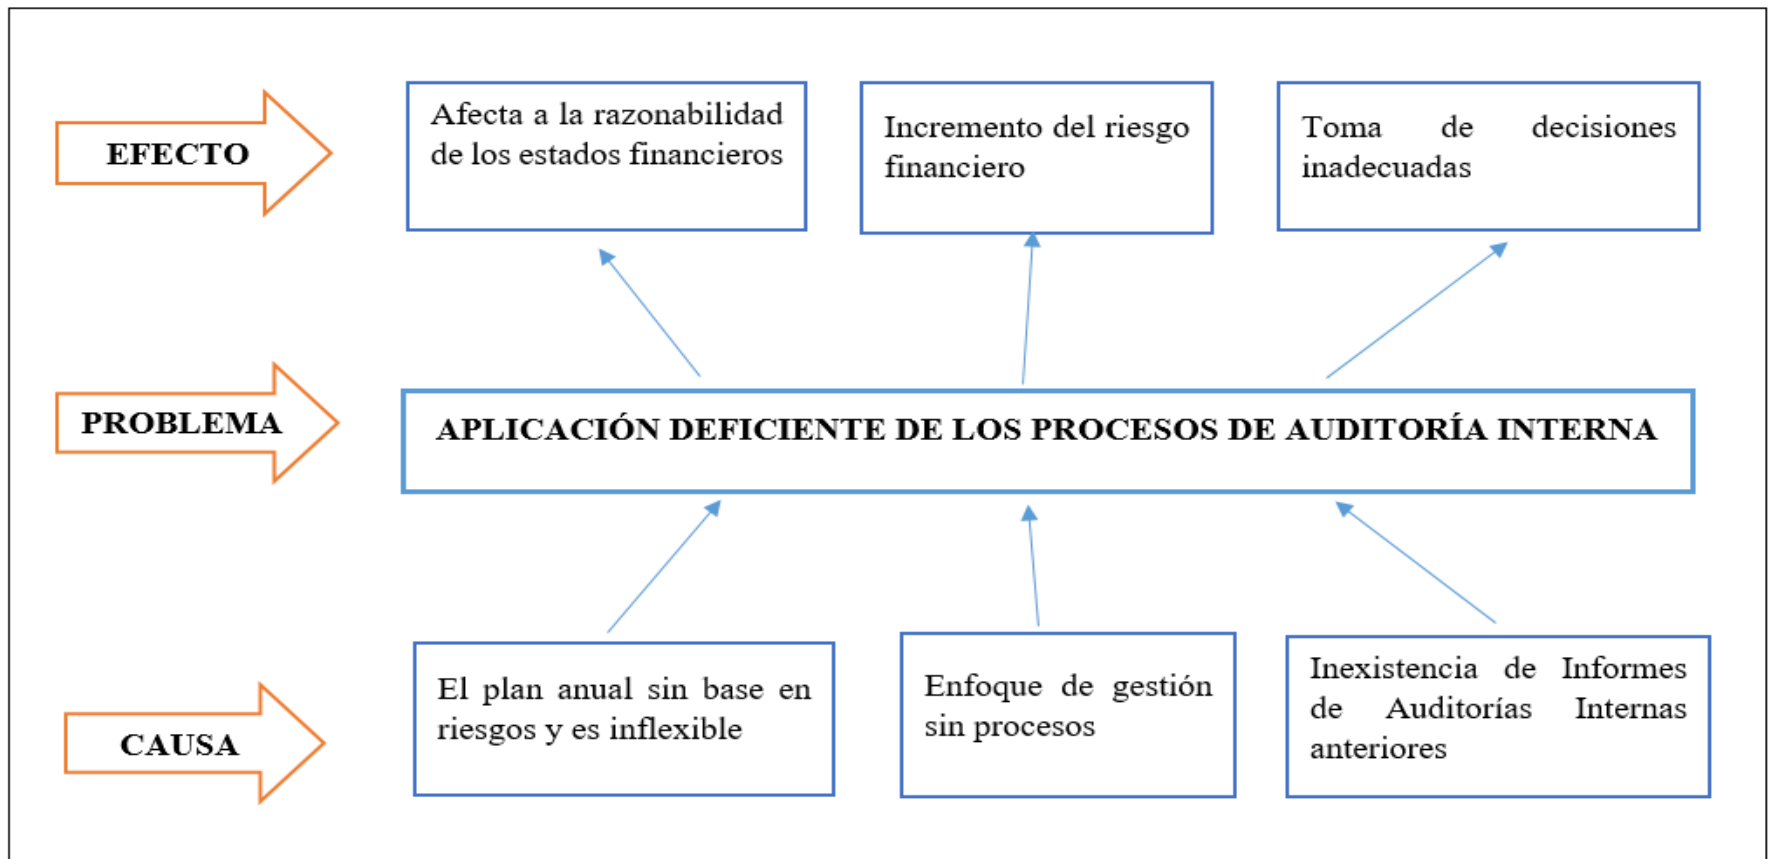 EFECTO
Afecta a la razonabilidad
de los estados financieros
Incremento del riesgo
financiero
Toma de decisiones
inadecuadas
PROBLEMA
APLICACIÓN DEFICIENTE DE LOS PROCESOS DE AUDITORÍA INTERNA
CAUSA
El plan anual sin base en
riesgos y es inflexible
Enfoque de gestión
sin procesos
Inexistencia de Informes
de Auditorías Internas
anteriores